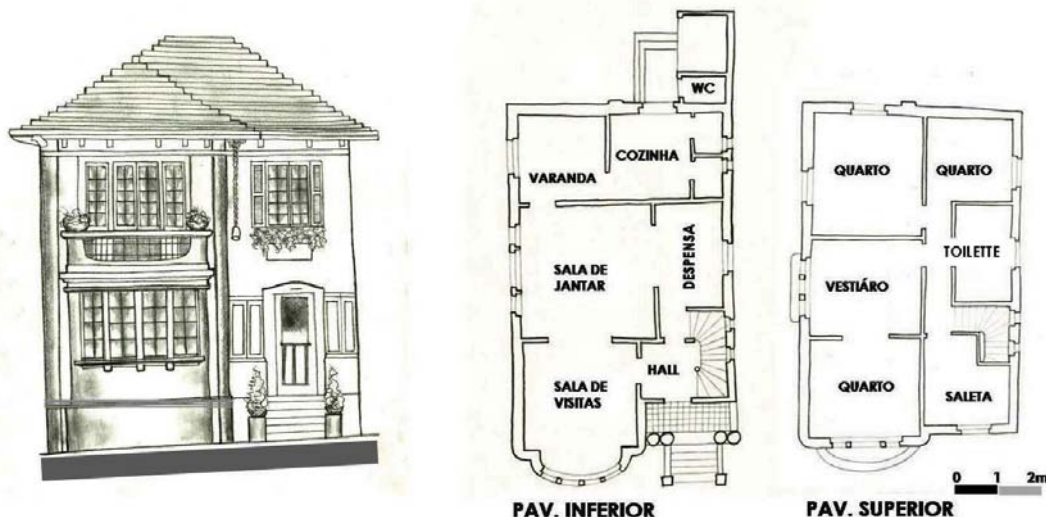 WC
COZINHA
VARANDA
SALA DE
JANTAR
DESPENSA
HALL
SALA DE
VISITAS
PAV. INFERIOR
QUARTO
QUARTO
TOILETTE
VESTIÁRO
QUARTO
SALETA
0 1 2m
PAV. SUPERIOR